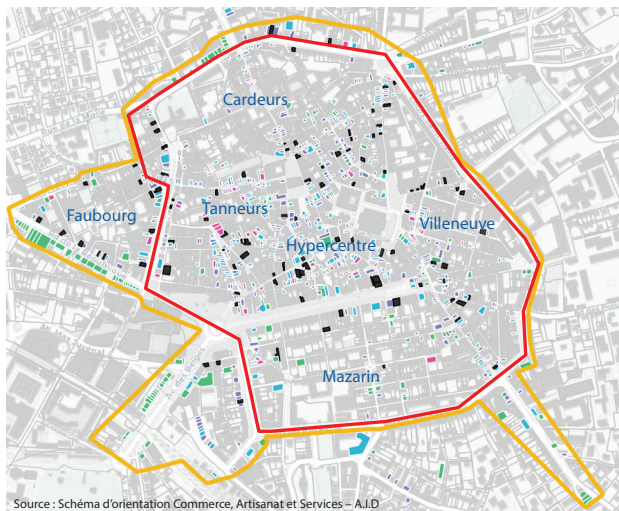 Cardeurs
Faubourg
Tanneurs
Villeneuve
Hypercentre
Mazarin
Source : Schéma d'orientation Commerce, Artisanat et Services – A.I.D